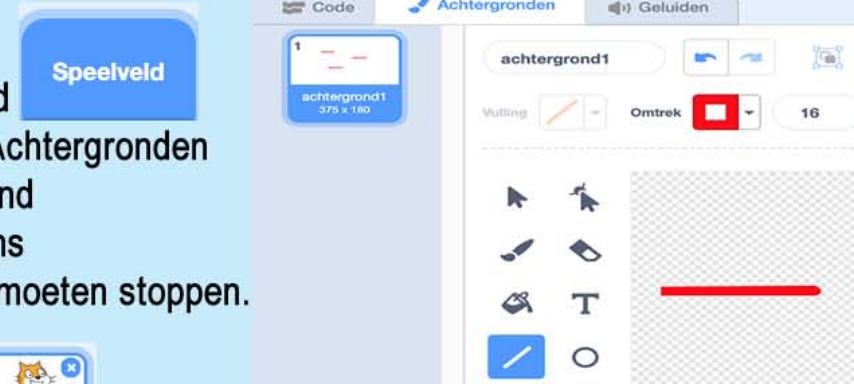 Speelveld
d
Achtergronden
nd
ns
moeten stoppen.
Code
Achtergronden
Geluiden
1
achtergrond1
375 x 180
achtergrond1
Vulling
Omtrek
16
T